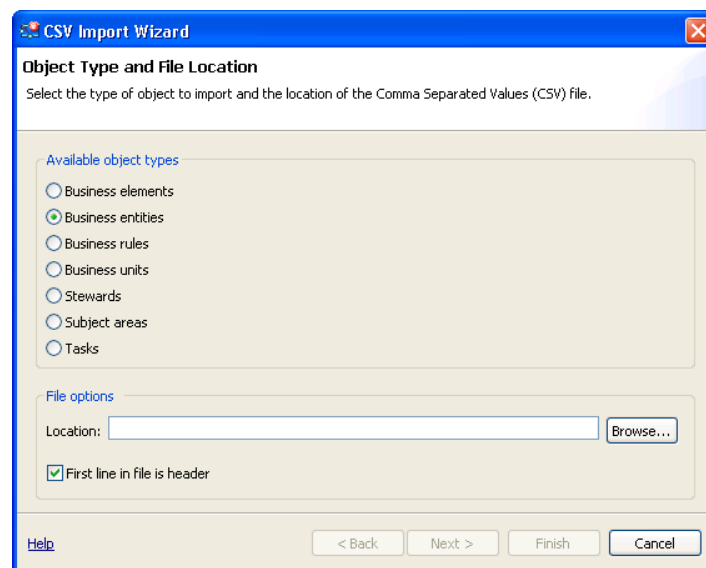 CSV Import Wizard
Object Type and File Location
Select the type of object to import and the location of the Comma Separated Values (CSV) file.
Available object types
Business elements
Business entities
Business rules
Business units
Stewards
Subject areas
Tasks
File options
Location: Browse...
First line in file is header
Help < Back Next > Finish Cancel